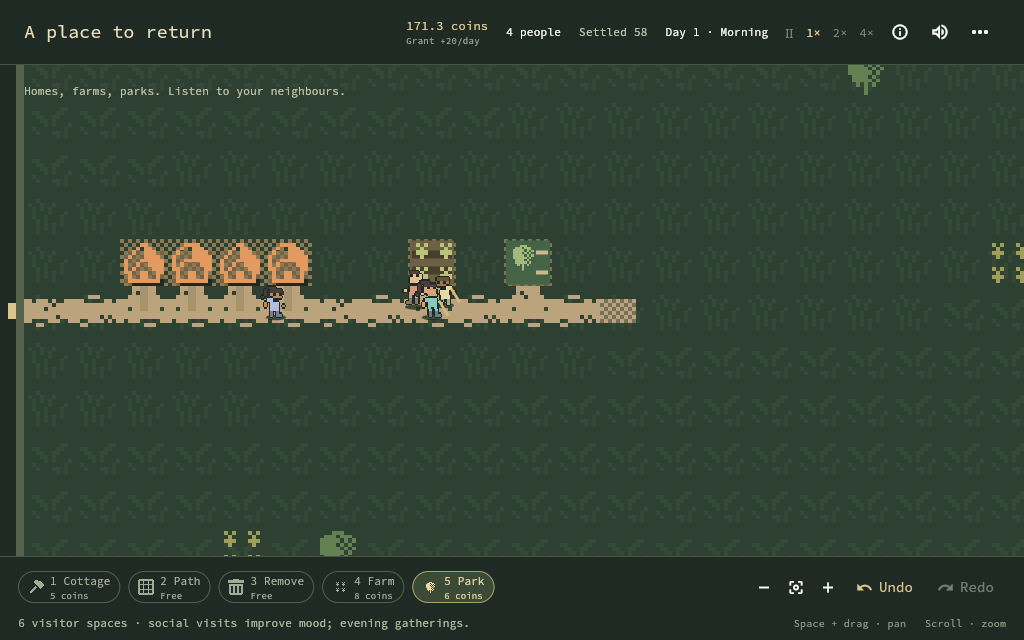 A place to return
171.3 coins
Grant +20/day
4 people
Settled 58
Day 1 · Morning
1×
2×
4×
Homes, farms, parks. Listen to your neighbours.
1 Cottage
5 coins
2 Path
Free
3 Remove
Free
4 Farm
8 coins
5 Park
6 coins
Undo
Redo
6 visitor spaces · social visits improve mood; evening gatherings.
Space + drag · pan
Scroll · zoom